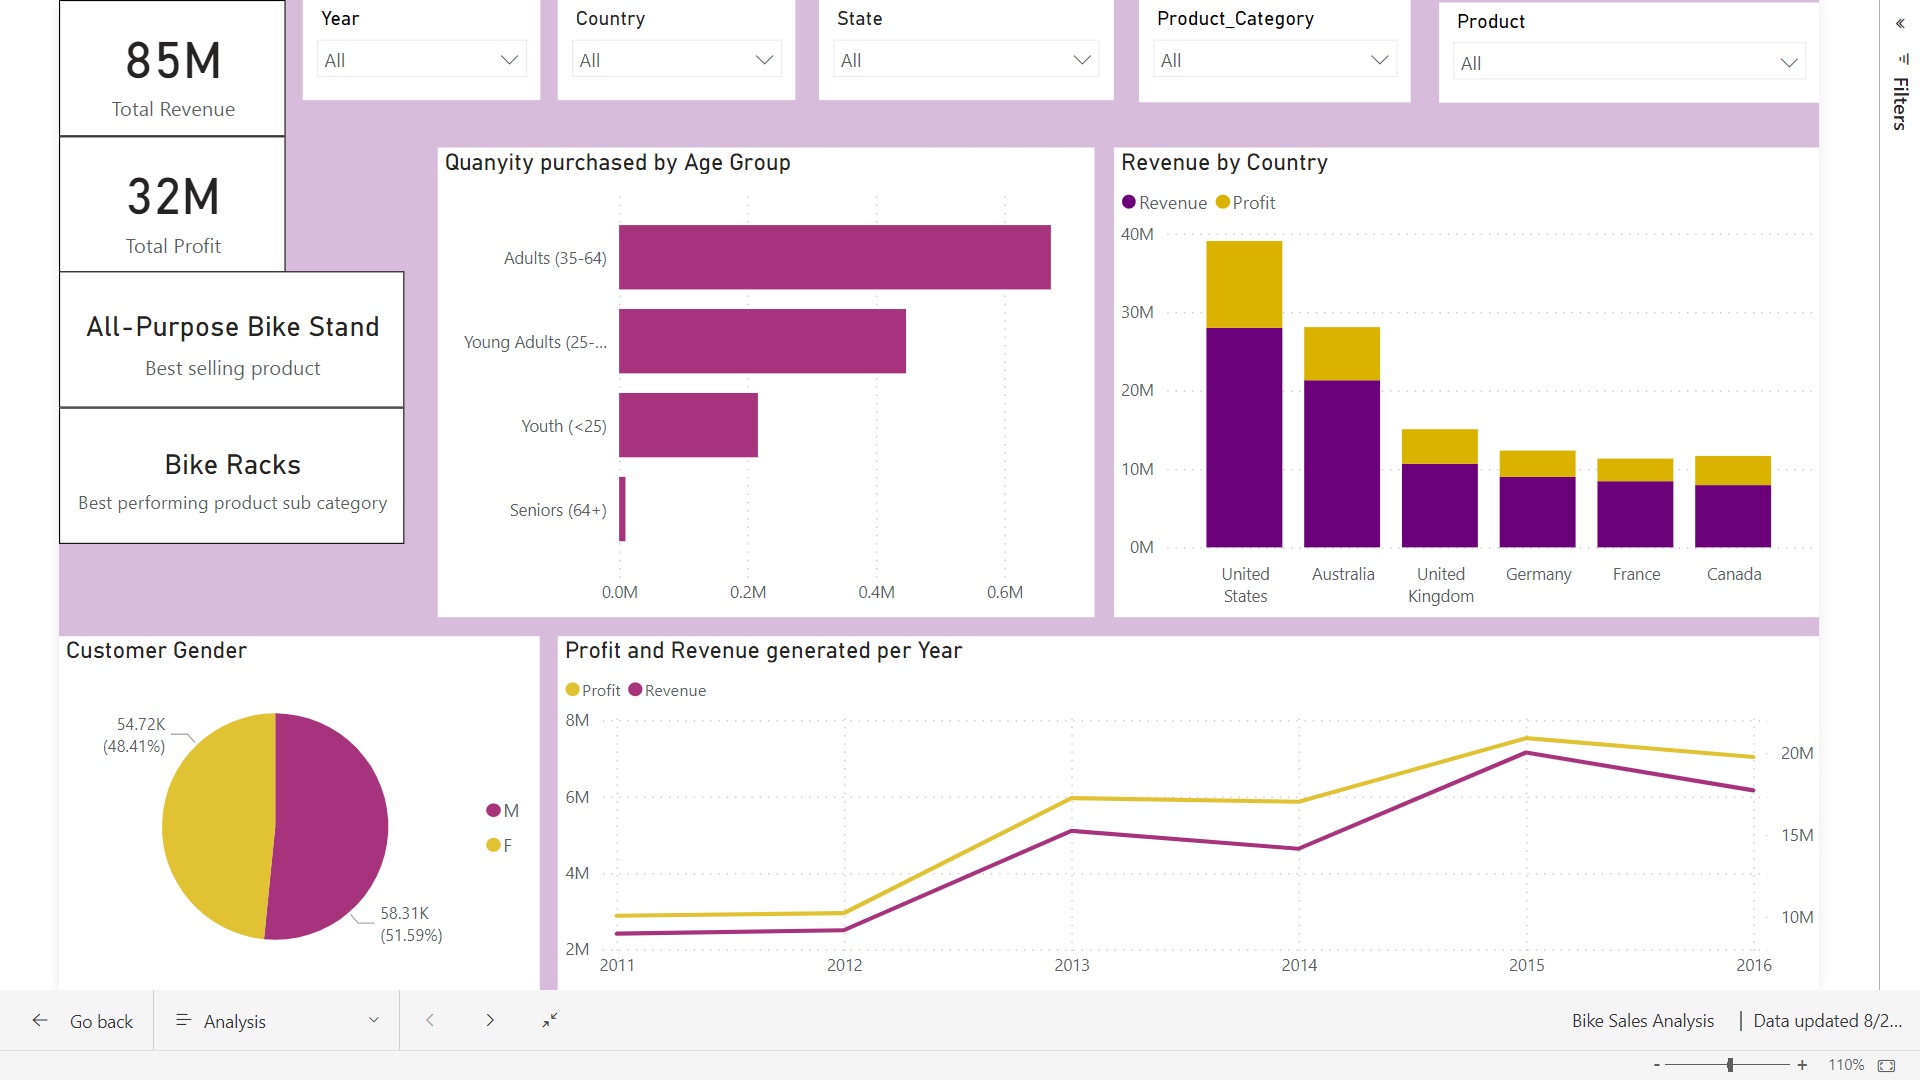 85M
Total Revenue
32M
Total Profit
All-Purpose Bike Stand
Best selling product
Bike Racks
Best performing product sub category
Year
All
Country
All
State
All
Product_Category
All
Product
All
Filters
Quanyity purchased by Age Group
Adults (35-64)
Young Adults (25-...
Youth (<25)
Seniors (64+)
0.0M
0.2M
0.4M
0.6M
Revenue by Country
Revenue
Profit
40M
30M
20M
10M
0M
United
States
Australia
United
Kingdom
Germany
France
Canada
Customer Gender
54.72K
(48.41%)
58.31K
(51.59%)
M
F
Profit and Revenue generated per Year
Profit
Revenue
8M
6M
4M
2M
20M
15M
10M
2011
2012
2013
2014
2015
2016
Go back
Analysis
Bike Sales Analysis
| Data updated 8/2...
- + 110%